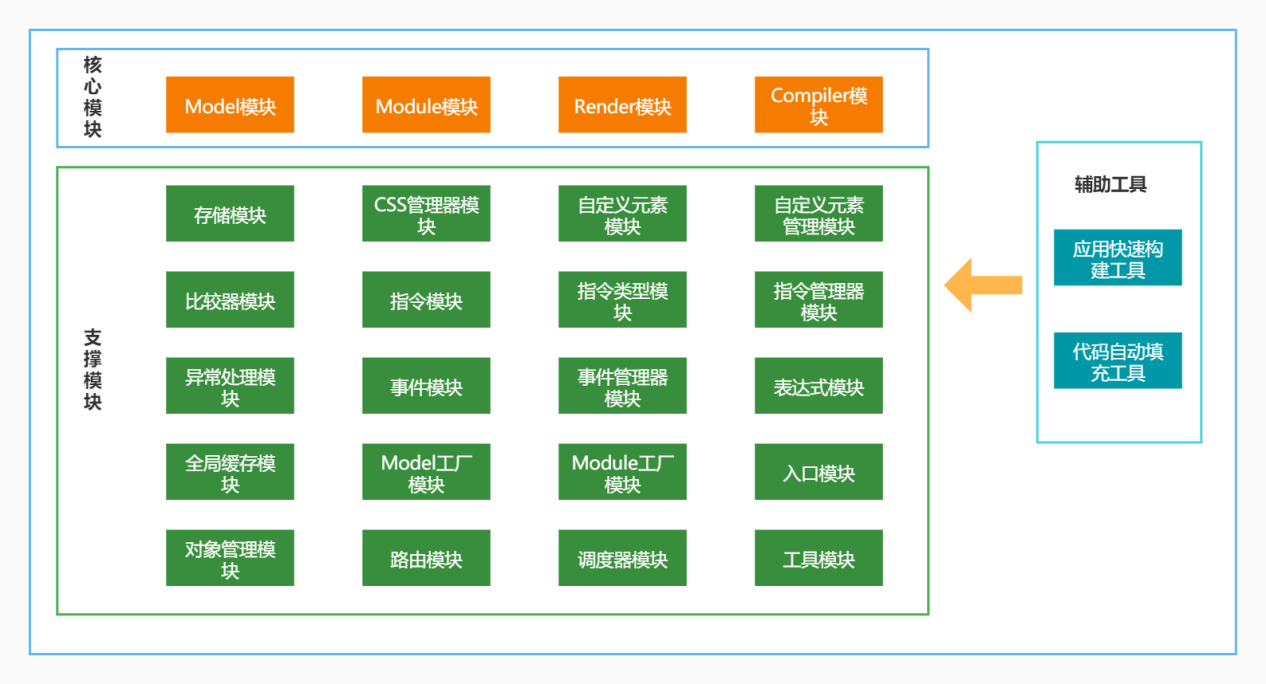 核
心
模
块
Model模块
Module模块
Render模块
Compiler模
块
支
撑
模
块
存储模块
CSS管理器模
块
自定义元素
模块
自定义元素
管理模块
比较器模块
指令模块
指令类型模
块
指令管理器
模块
异常处理模
块
事件模块
事件管理器
模块
表达式模块
全局缓存模
块
Model工厂
模块
Module工厂
模块
入口模块
对象管理模
块
路由模块
调度器模块
工具模块
辅助工具
应用快速构
建工具
代码自动填
充工具